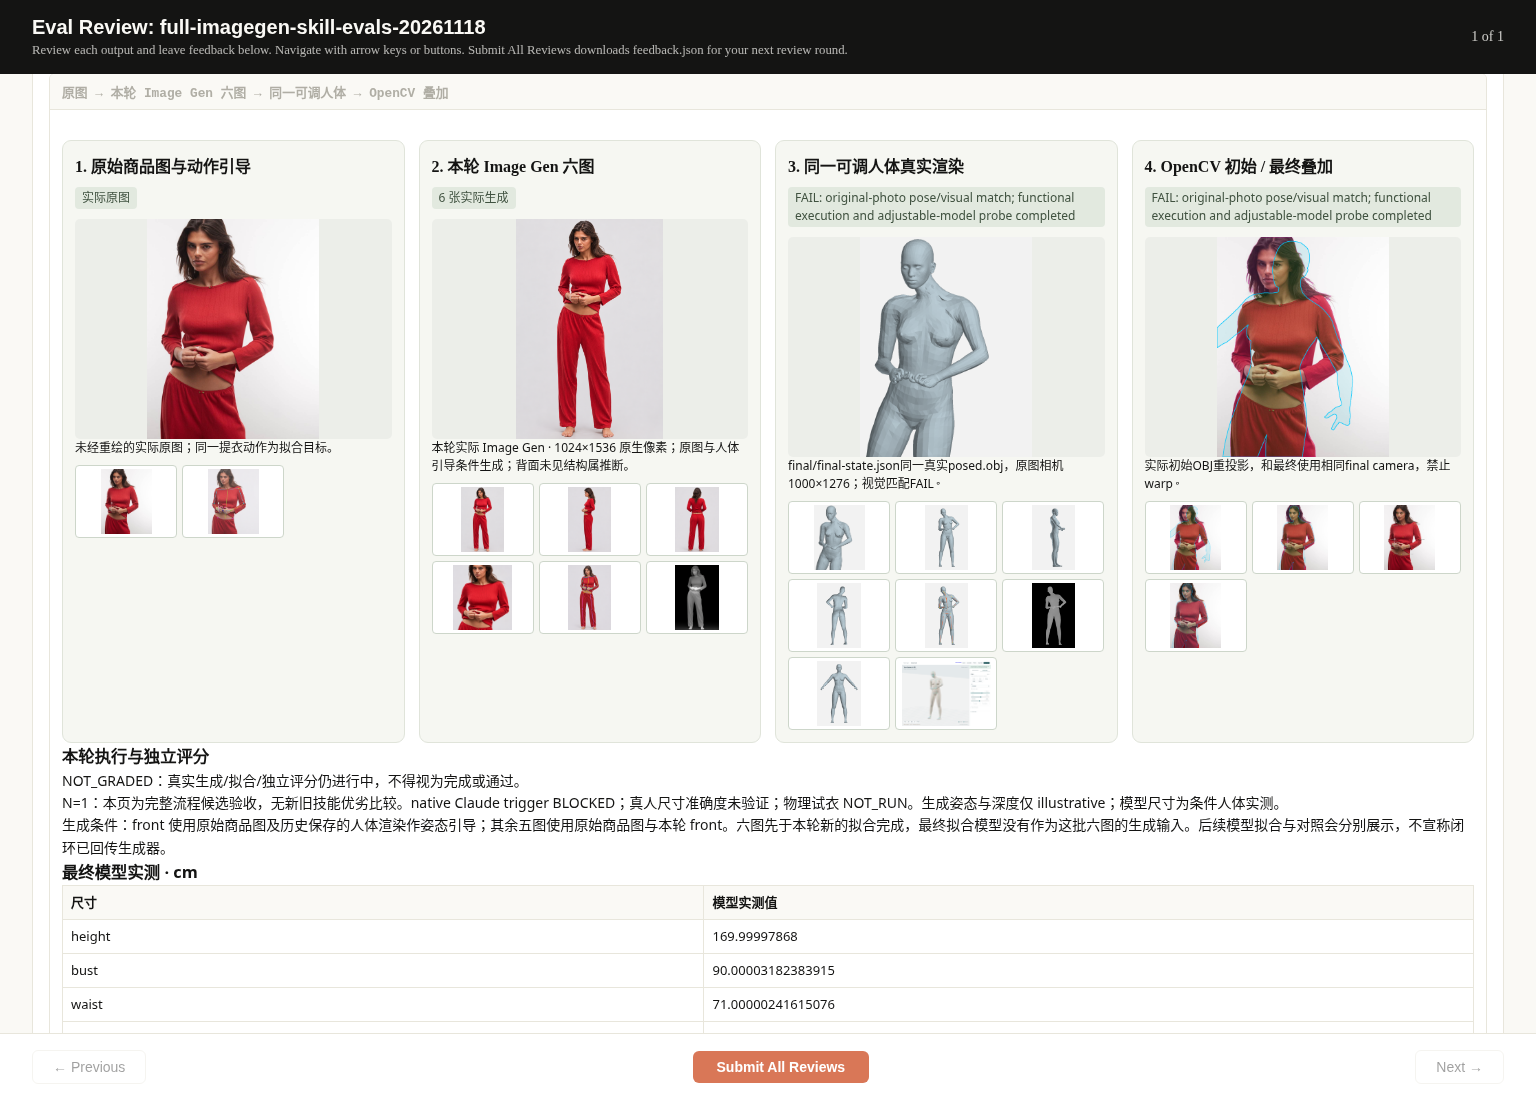 Eval Review: full-imagegen-skill-evals-20261118
Review each output and leave feedback below. Navigate with arrow keys or buttons. Submit All Reviews downloads feedback.json for your next review round.
1 of 1
原图 → 本轮 Image Gen 六图 → 同一可调人体 → OpenCV 叠加
1. 原始商品图与动作引导
实际原图
未经重绘的实际原图；同一提衣动作为拟合目标。
2. 本轮 Image Gen 六图
6 张实际生成
本轮实际 Image Gen · 1024×1536 原生像素；原图与人体
引导条件生成；背面未见结构属推断。
3. 同一可调人体真实渲染
FAIL: original-photo pose/visual match; functional
execution and adjustable-model probe completed
final/final-state.json同一真实posed.obj，原图相机
1000×1276；视觉匹配FAIL。
4. OpenCV 初始 / 最终叠加
FAIL: original-photo pose/visual match; functional
execution and adjustable-model probe completed
实际初始OBJ重投影，和最终使用相同final camera，禁止
warp。
本轮执行与独立评分
NOT_GRADED：真实生成/拟合/独立评分仍进行中，不得视为完成或通过。
N=1：本页为完整流程候选验收，无新旧技能优劣比较。native Claude trigger BLOCKED；真人尺寸准确度未验证；物理试衣 NOT_RUN。生成姿态与深度仅 illustrative；模型尺寸为条件人体实测。
生成条件：front 使用原始商品图及历史保存的人体渲染作姿态引导；其余五图使用原始商品图与本轮 front。六图先于本轮新的拟合完成，最终拟合模型没有作为这批六图的生成输入。后续模型拟合与对照会分别展示，不宣称闭
环已回传生成器。
最终模型实测 · cm
尺寸
模型实测值
height
169.99997868
bust
90.00003182383915
waist
71.00000241615076
← Previous
Submit All Reviews
Next →